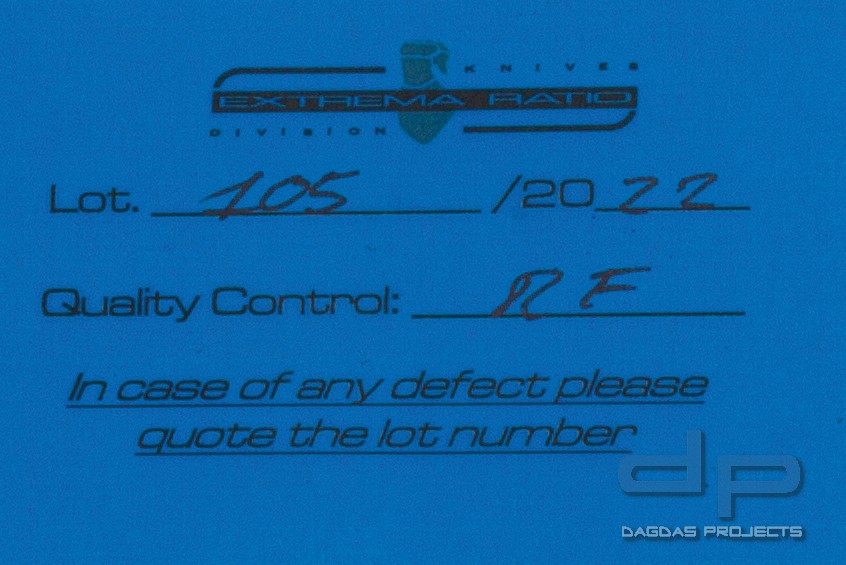 KNIVES
EXTREMA RATIO
DIVISION
Lot. 105 /2022
Quality Control: RF
In case of any defect please
quote the lot number
dp
DAGDAS PROJECTS